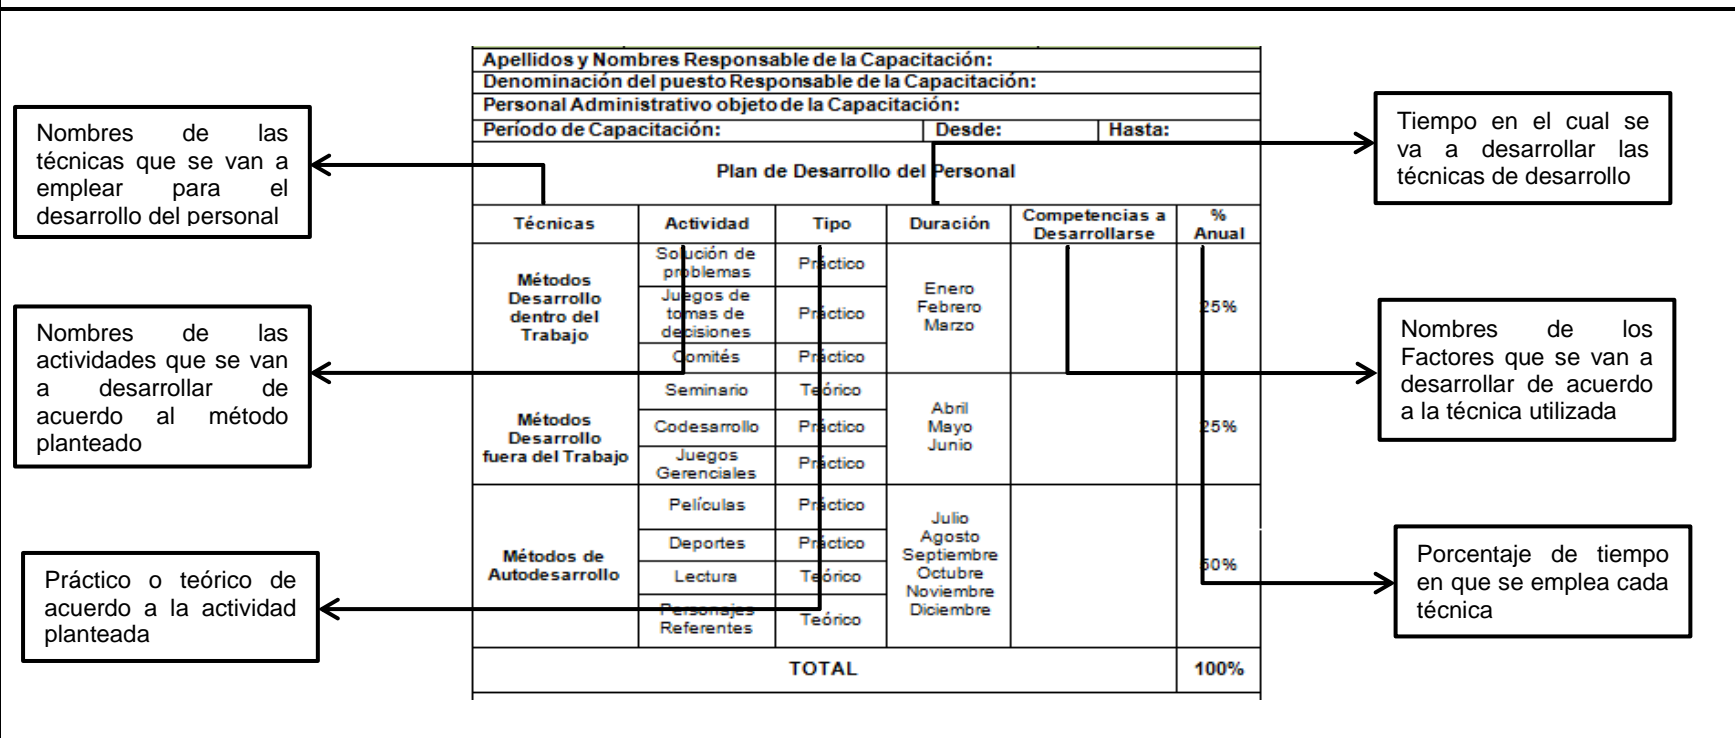 Apellidos y Nombres Responsable de la Capacitación:
Denominación del puesto Responsable de la Capacitación:
Personal Administrativo objeto de la Capacitación:
Período de Capacitación: Desde: Hasta:
Plan de Desarrollo del Personal
Técnicas Actividad Tipo Duración Competencias a Desarrollarse % Anual
Métodos
Desarrollo
dentro del
Trabajo
Solución de
problemas
Práctico
Juegos de
tomas de
decisiones
Práctico
Comités
Práctico
Enero
Febrero
Marzo
25%
Métodos
Desarrollo
fuera del Trabajo
Seminario
Teórico
Codesarrollo
Práctico
Juegos
Gerenciales
Práctico
Abril
Mayo
Junio
25%
Métodos de
Autodesarrollo
Películas
Práctico
Deportes
Práctico
Lectura
Teórico
Personajes
Referentes
Teórico
Julio
Agosto
Septiembre
Octubre
Noviembre
Diciembre
50%
TOTAL 100%
Nombres de las
técnicas que se van a
emplear para el
desarrollo del personal
Nombres de las
actividades que se van
a desarrollar de
acuerdo al método
planteado
Práctico o teórico de
acuerdo a la actividad
planteada
Tiempo en el cual se
va a desarrollar las
técnicas de desarrollo
Nombres de los
Factores que se van a
desarrollar de acuerdo
a la técnica utilizada
Porcentaje de tiempo
en que se emplea cada
técnica